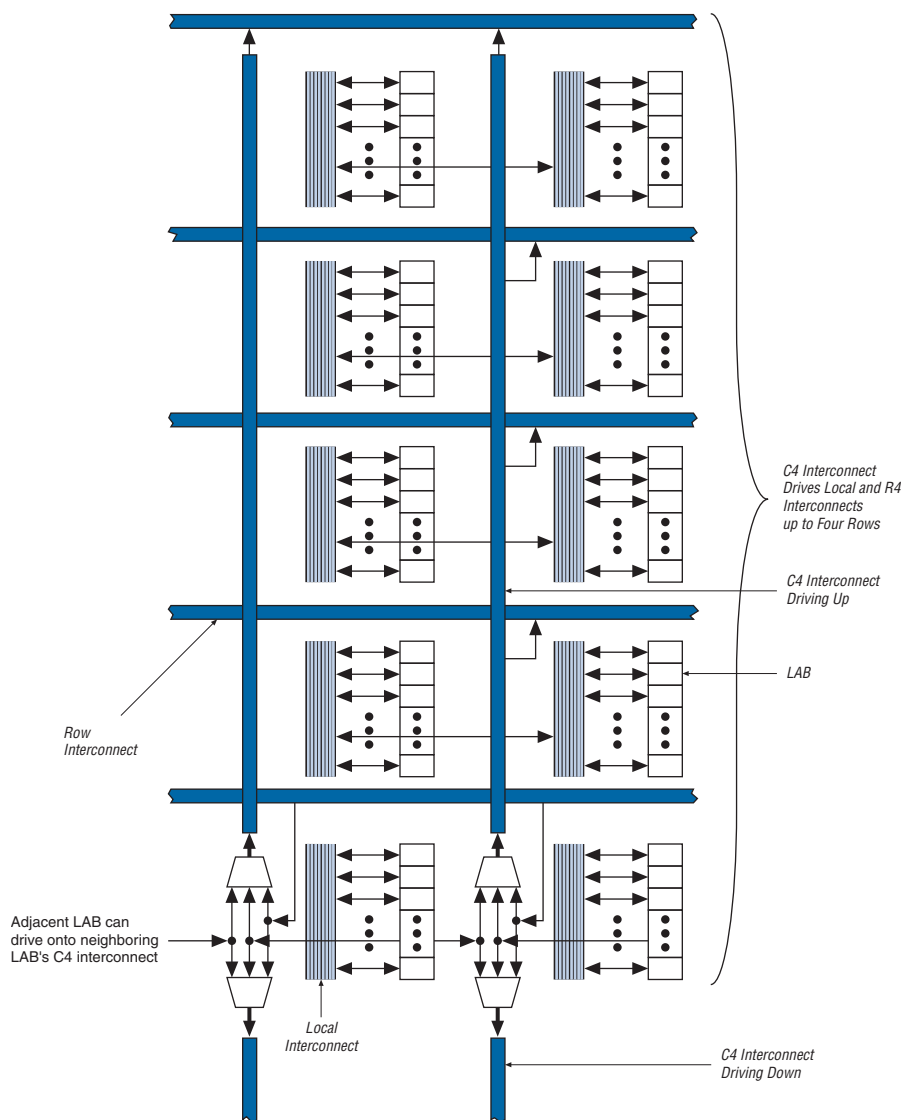 C4 Interconnect
Drives Local and R4
Interconnects
up to Four Rows
C4 Interconnect
Driving Up
LAB
Row
Interconnect
Adjacent LAB can
drive onto neighboring
LAB's C4 interconnect
Local
Interconnect
C4 Interconnect
Driving Down